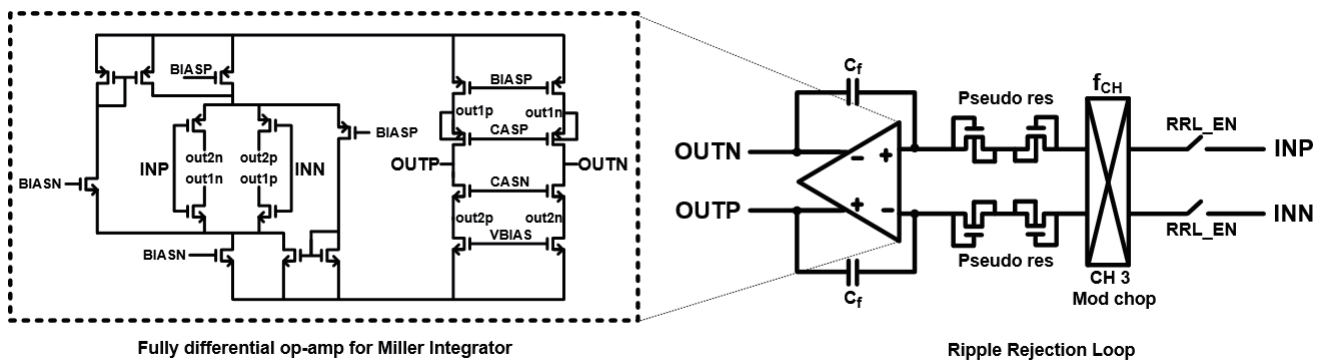 BIASP
BIASP
out1p
out1n
BIASP
CASP
INP
out2n
out2p
INN
OUTP
OUTN
out1n
out1p
BIASN
CASN
out2p
out2n
VBIAS
BIASN
Fully differential op-amp for Miller Integrator
Cf
fCH
Pseudo res
RRL_EN
OUTN
INP
- +
OUTP
+ -
INN
RRL_EN
Pseudo res
Cf
CH 3
Mod chop
Ripple Rejection Loop